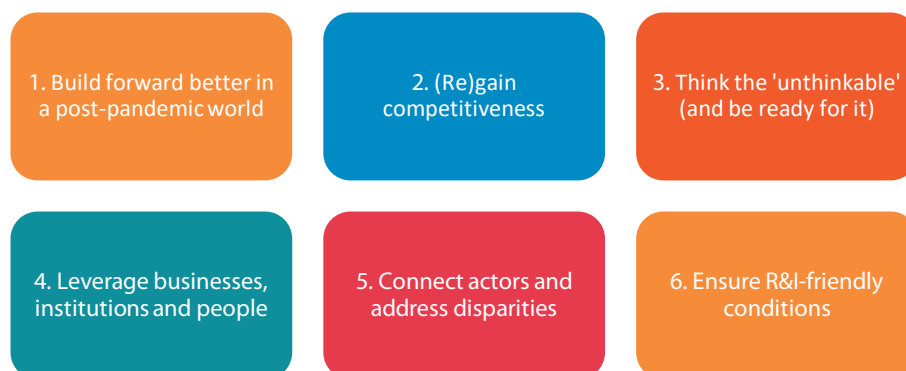 1. Build forward better in
a post-pandemic world
2. (Re)gain
competitiveness
3. Think the 'unthinkable'
(and be ready for it)
4. Leverage businesses,
institutions and people
5. Connect actors and
address disparities
6. Ensure R&I-friendly
conditions